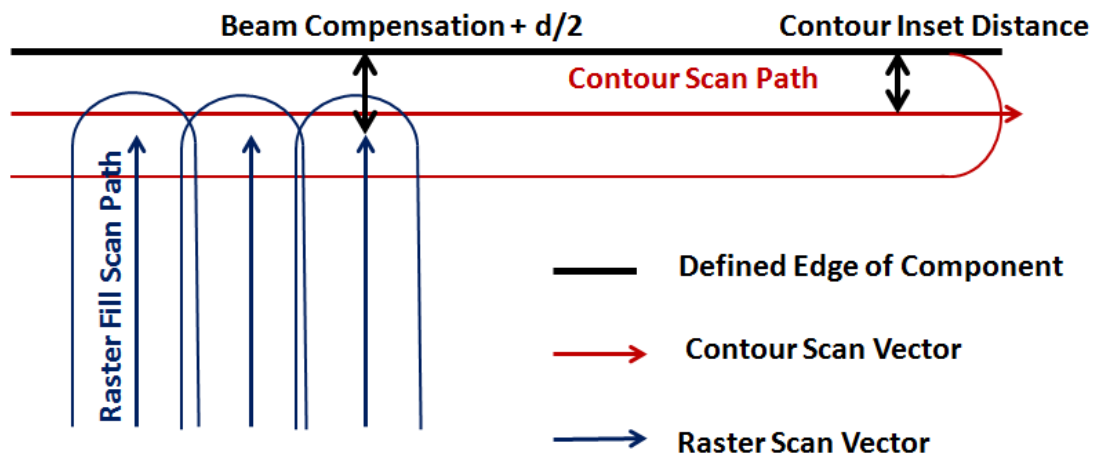 Beam Compensation + d/2
Contour Inset Distance
Contour Scan Path
Raster Fill Scan Path
Defined Edge of Component
Contour Scan Vector
Raster Scan Vector